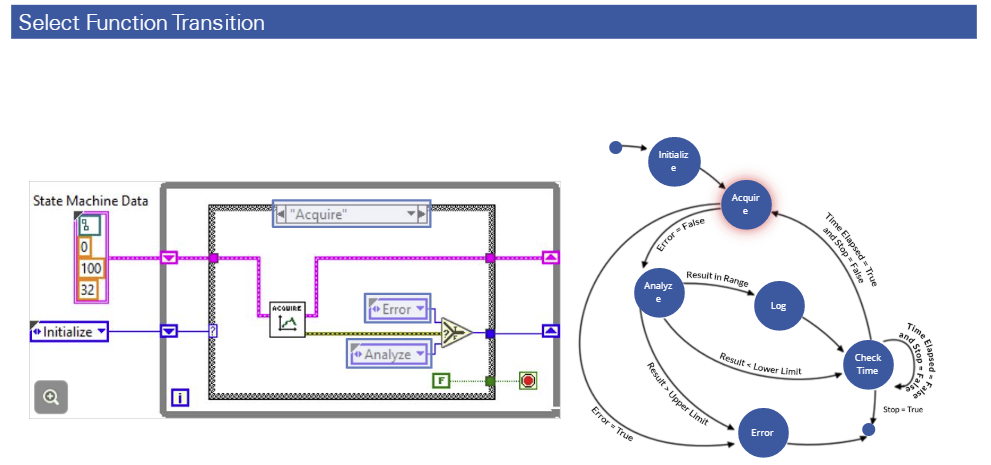 Select Function Transition
State Machine Data
0
100
32
Initialize
"Acquire"
ACQUIRE
Error
Analyze
?
?
T
F
F
i
Initializ
e
Acquir
e
Error = False
Time Elapsed = True
and Stop = False
Analyz
e
Result in Range
Log
Check
Time
Time Elapsed = False
and Stop = False
Result < Lower Limit
Result > Upper Limit
Stop = True
Error = True
Error